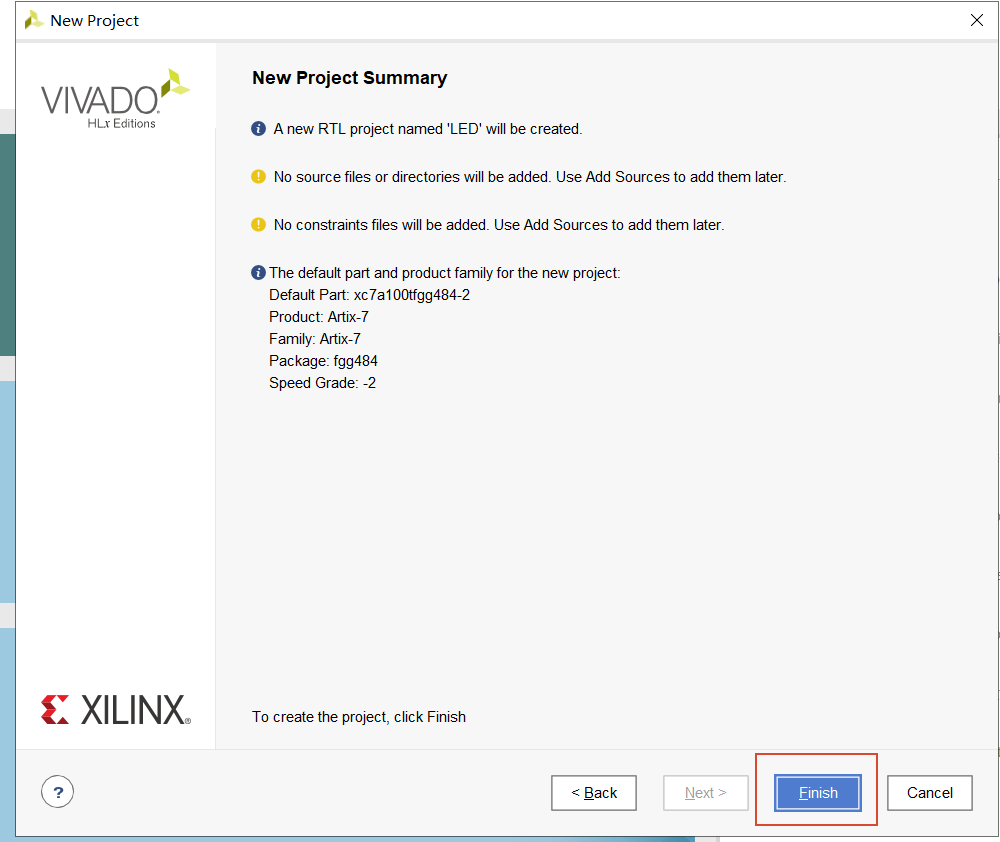 New Project
VIVADO
HLx Editions
New Project Summary
A new RTL project named 'LED' will be created.
No source files or directories will be added. Use Add Sources to add them later.
No constraints files will be added. Use Add Sources to add them later.
The default part and product family for the new project:
Default Part: xc7a100tfgg484-2
Product: Artix-7
Family: Artix-7
Package: fgg484
Speed Grade: -2
XILINX®
To create the project, click Finish
?
< Back
Next >
Finish
Cancel